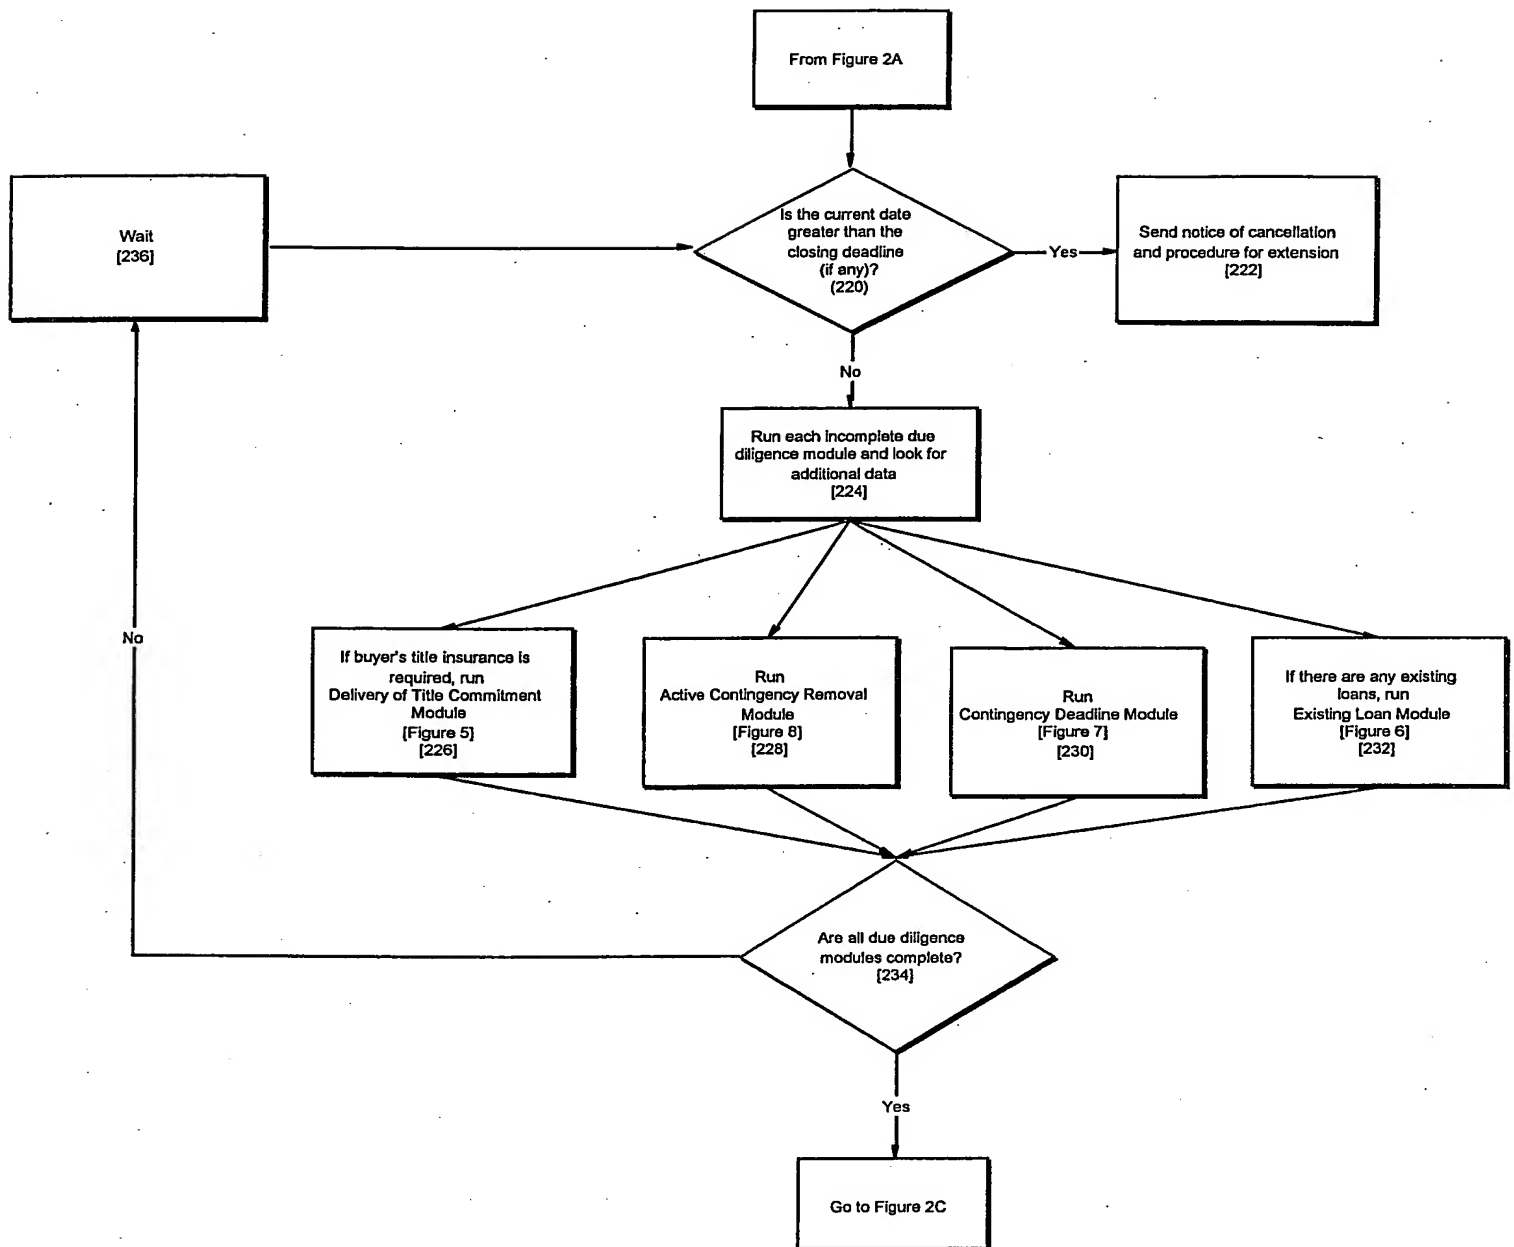 From Figure 2A
Is the current date
greater than the
closing deadline
(if any)?
(220)
Yes
Send notice of cancellation
and procedure for extension
[222]
Wait
[236]
No
Run each incomplete due
diligence module and look for
additional data
[224]
No
If buyer's title insurance is
required, run
Delivery of Title Commitment
Module
[Figure 5]
[226]
Run
Active Contingency Removal
Module
[Figure 8]
[228]
Run
Contingency Deadline Module
[Figure 7]
[230]
If there are any existing
loans, run
Existing Loan Module
[Figure 6]
[232]
Are all due diligence
modules complete?
[234]
Yes
Go to Figure 2C